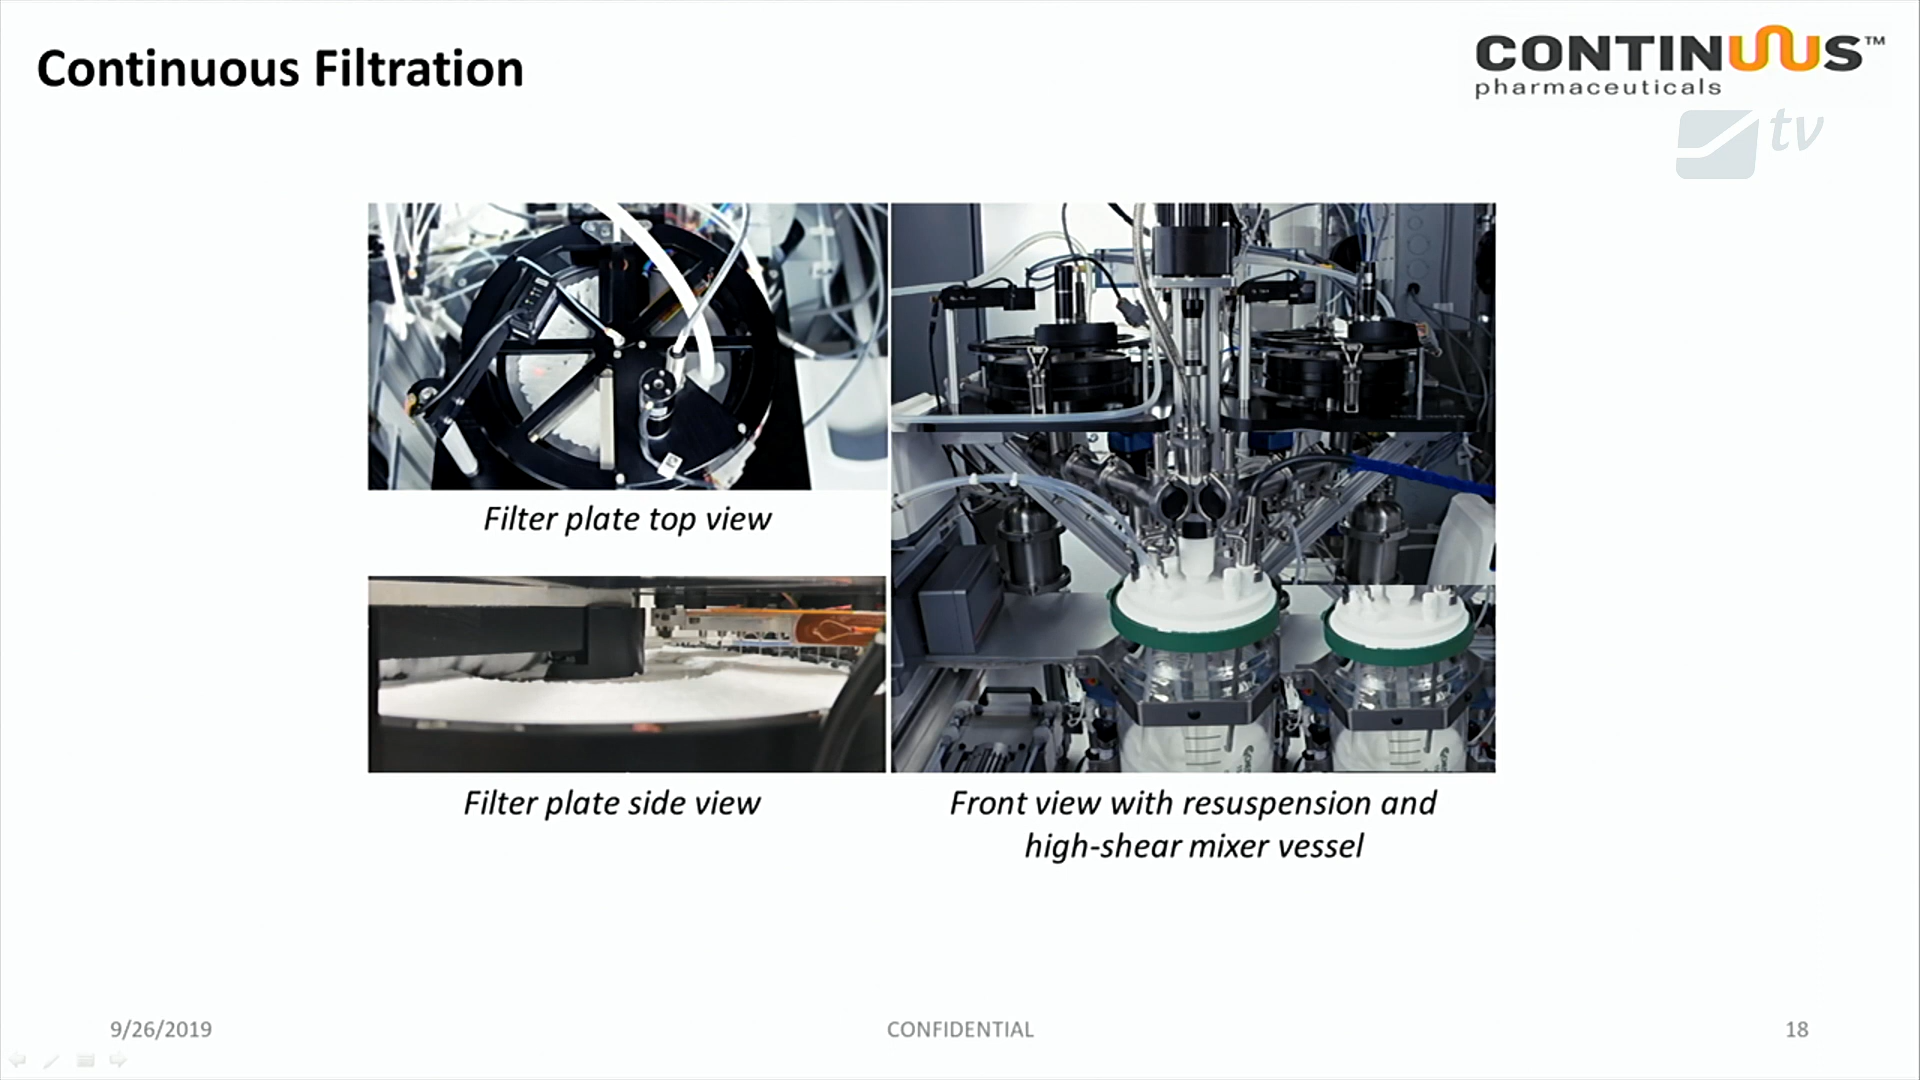 Continuous Filtration
CONTINUUS™
pharmaceuticals
tv
Filter plate top view
Filter plate side view
Front view with resuspension and
high-shear mixer vessel
9/26/2019
CONFIDENTIAL
18